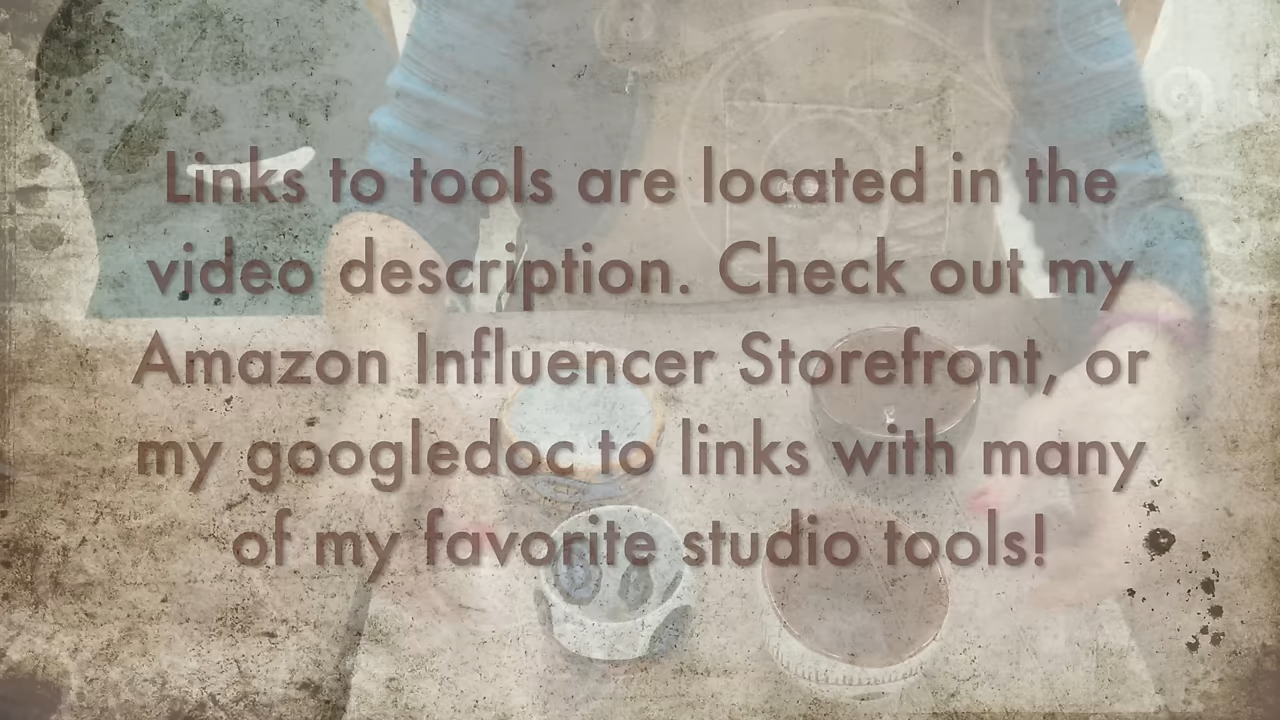 Links to tools are located in the
video description. Check out my
Amazon Influencer Storefront, or
my googledoc to links with many
of my favorite studio tools!